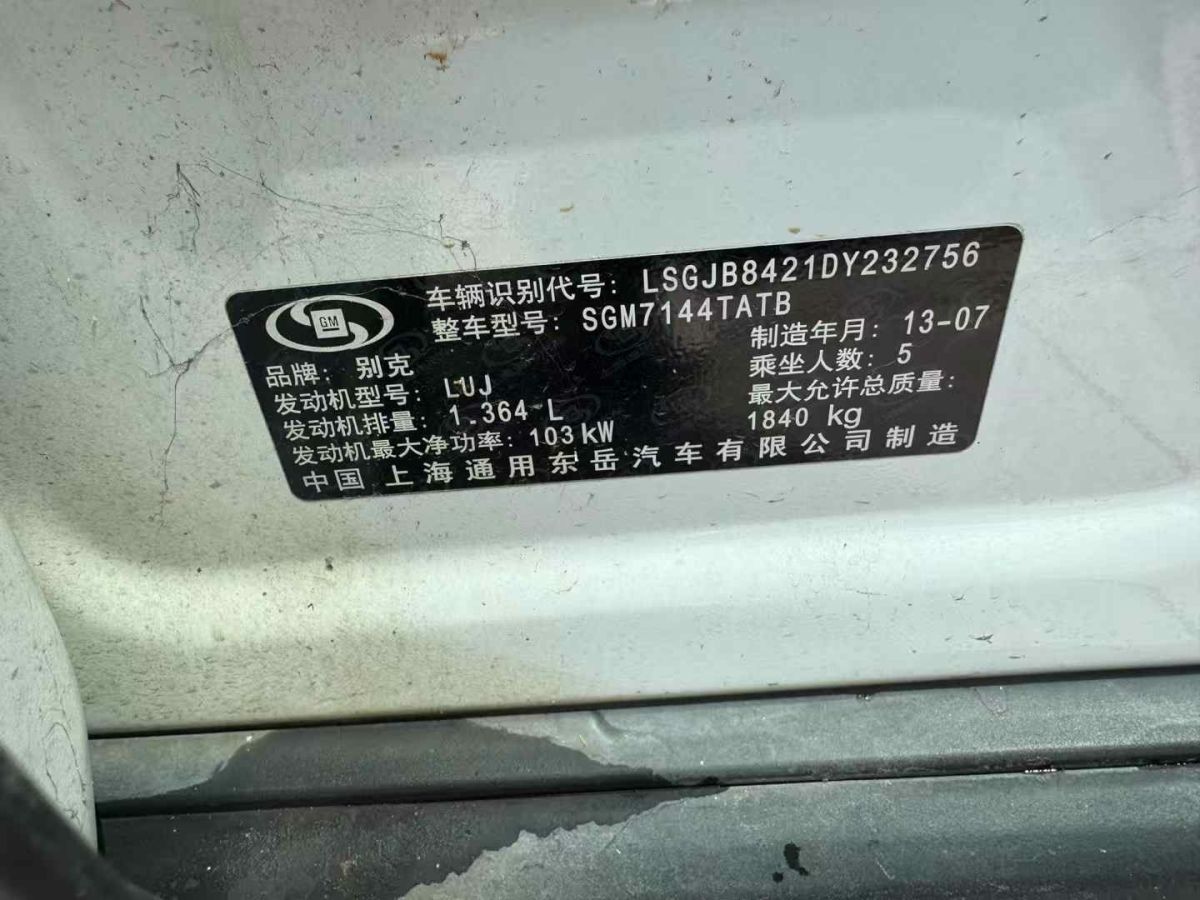 GM
车辆识别代号: LSGJB8421DY232756
整车型号: SGM7144TATB
制造年月: 13-07
品牌: 别克
乘坐人数: 5
发动机型号: LUJ
最大允许总质量:
发动机排量: 1.364 L
1840 kg
发动机最大净功率: 103kW
中国 上海通用东岳汽车有限公司制造